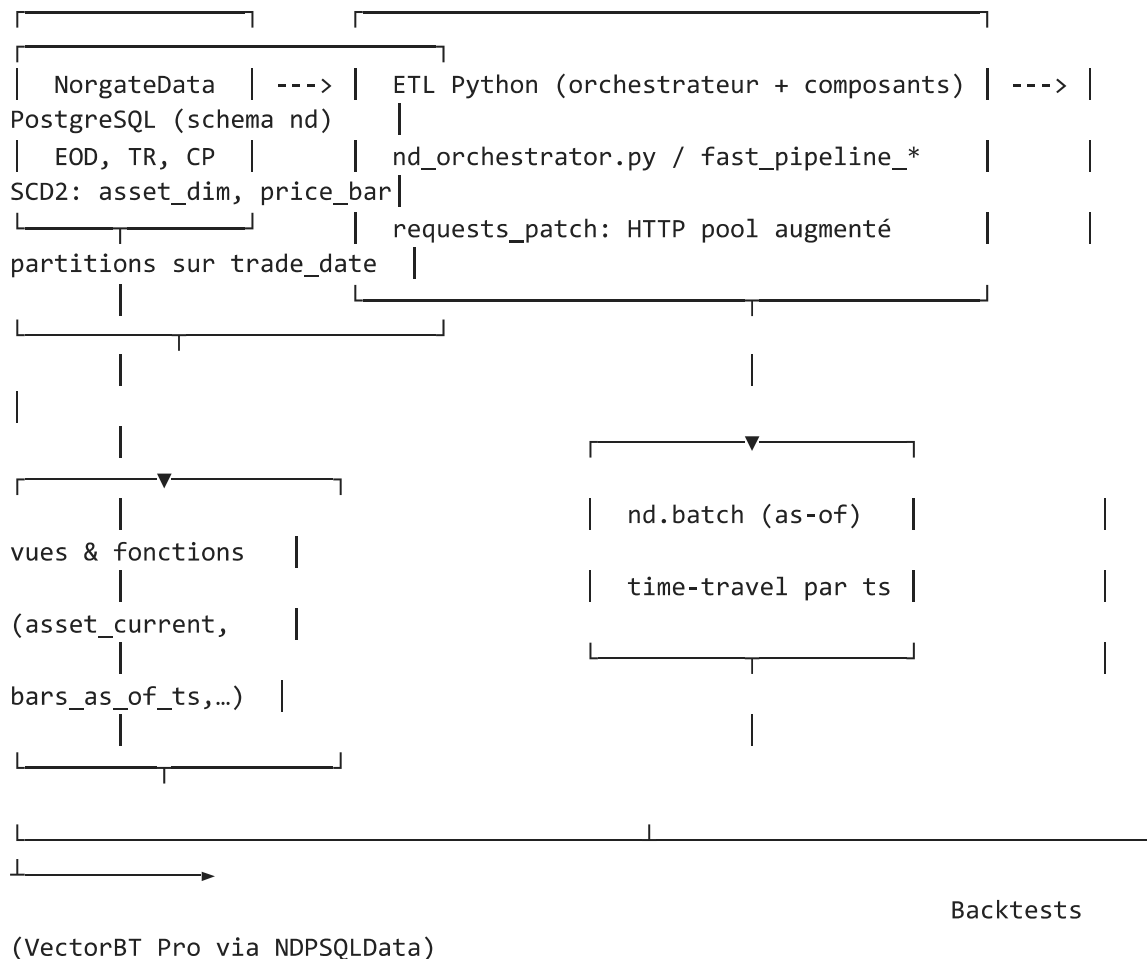 NorgateData ---> ETL Python (orchestrateur + composants) --->
PostgreSQL (schema nd)
EOD, TR, CP nd_orchestrator.py / fast_pipeline_*
SCD2: asset_dim, price_bar
requests_patch: HTTP pool augmenté
partitions sur trade_date
nd.batch (as-of)
vues & fonctions
time-travel par ts
(asset_current,
bars_as_of_ts,…)
Backtests
(VectorBT Pro via NDPSQLData)